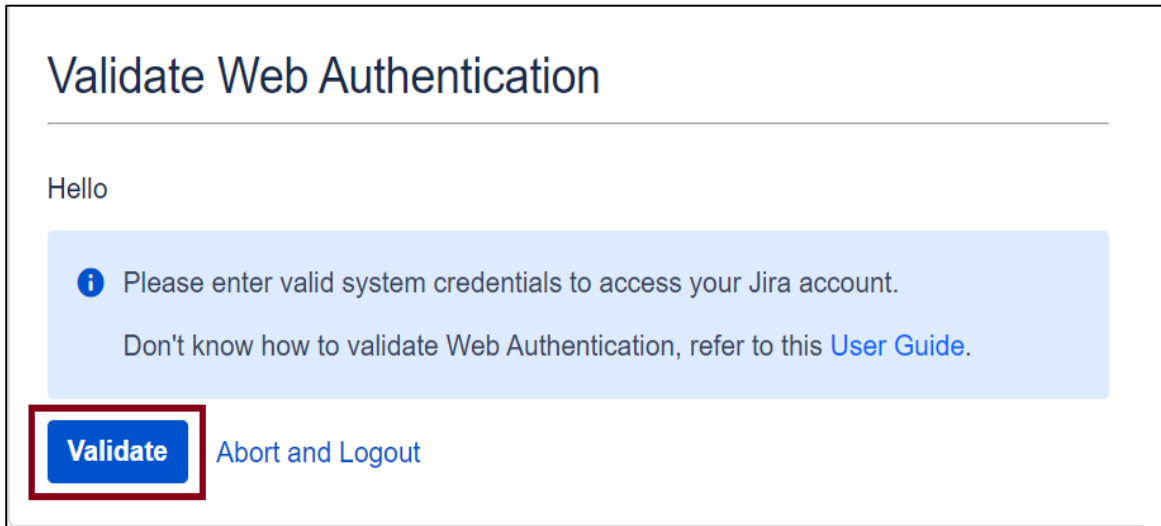 Validate Web Authentication
Hello
Please enter valid system credentials to access your Jira account.
Don't know how to validate Web Authentication, refer to this User Guide.
Validate Abort and Logout